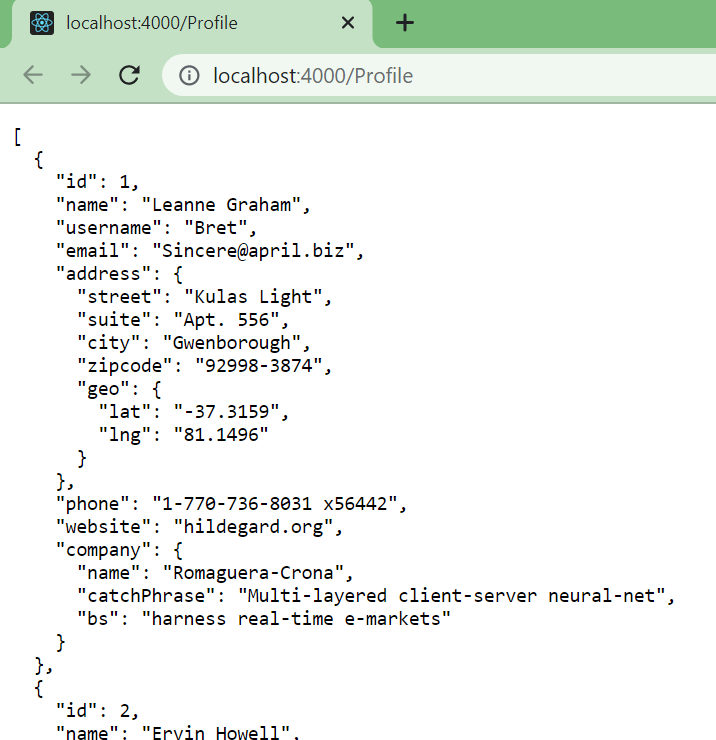 localhost:4000/Profile
localhost:4000/Profile
[
  {
    "id": 1,
    "name": "Leanne Graham",
    "username": "Bret",
    "email": "Sincere@april.biz",
    "address": {
      "street": "Kulas Light",
      "suite": "Apt. 556",
      "city": "Gwenborough",
      "zipcode": "92998-3874",
      "geo": {
        "lat": "-37.3159",
        "lng": "81.1496"
      }
    },
    "phone": "1-770-736-8031 x56442",
    "website": "hildegard.org",
    "company": {
      "name": "Romaguera-Crona",
      "catchPhrase": "Multi-layered client-server neural-net",
      "bs": "harness real-time e-markets"
    }
  },
  {
    "id": 2,
    "name": "Ervin Howell",